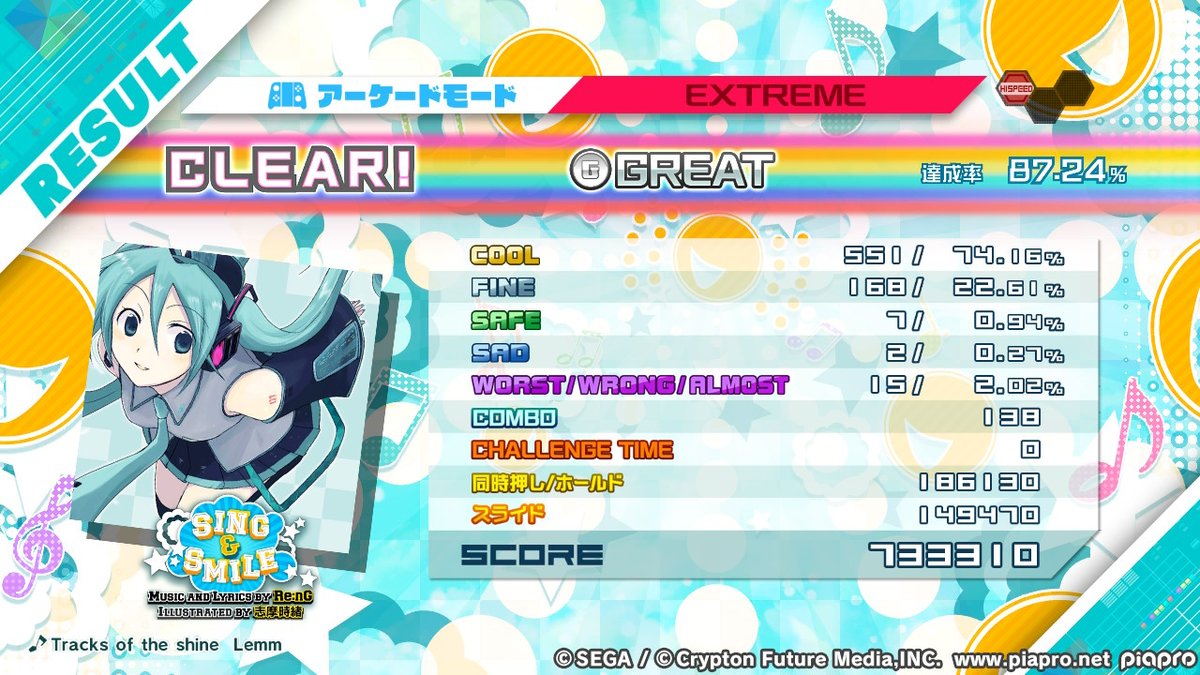 RESULT
アーケードモード EXTREME HISPEED
CLEAR! G GREAT 達成率 87.24%
COOL 551/ 74.16%
FINE 168/ 22.61%
SAFE 7/ 0.94%
SAD 2/ 0.27%
WORST/WRONG/ALMOST 15/ 2.02%
COMBO 138
CHALLENGE TIME 0
同時押し/ホールド 186130
スライド 149470
SCORE 733310
SING
&
SMILE
MUSIC AND LYRICS BY Re:nG
ILLUSTRATED BY 志摩時緒
♪Tracks of the shine Lemm
©SEGA / ©Crypton Future Media,INC. www.piapro.net piapro